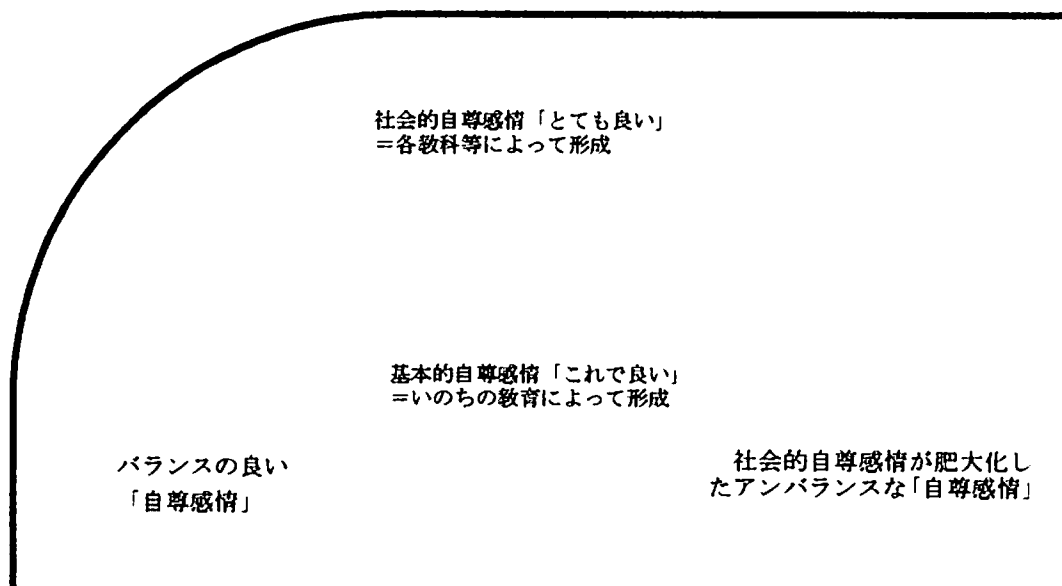 社会的自尊感情「とても良い」
＝各教科等によって形成
基本的自尊感情「これで良い」
＝いのちの教育によって形成
バランスの良い
「自尊感情」
社会的自尊感情が肥大化し
たアンバランスな「自尊感情」